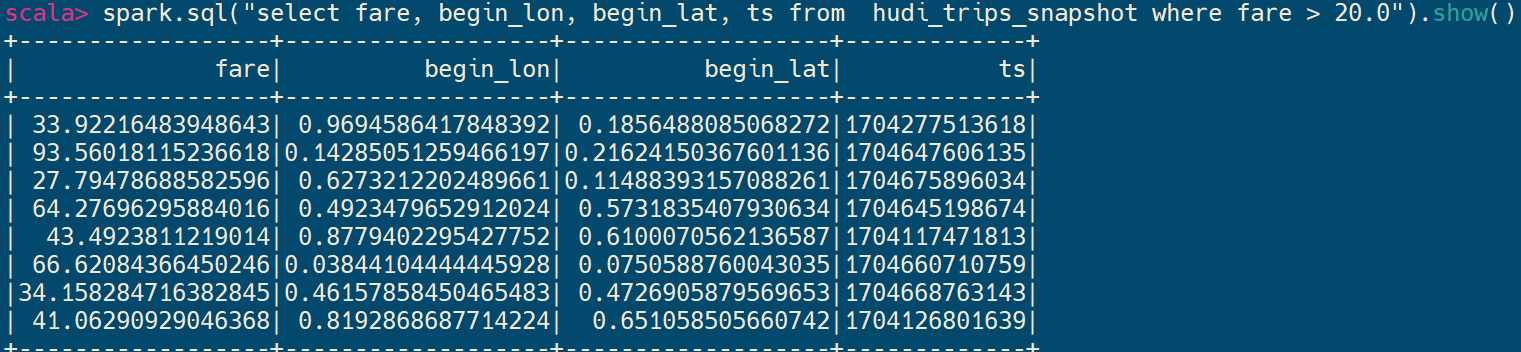 scala> spark.sql("select fare, begin_lon, begin_lat, ts from  hudi_trips_snapshot where fare > 20.0").show()
+------------------+-------------------+-------------------+-------------+
|              fare|          begin_lon|          begin_lat|           ts|
+------------------+-------------------+-------------------+-------------+
| 33.92216483948643| 0.9694586417848392| 0.1856488085068272|1704277513618|
| 93.56018115236618|0.14285051259466197|0.21624150367601136|1704647606135|
| 27.79478688582596| 0.6273212202489661|0.11488393157088261|1704675896034|
| 64.27696295884016| 0.4923479652912024| 0.5731835407930634|1704645198674|
|  43.4923811219014| 0.8779402295427752| 0.6100070562136587|1704117471813|
| 66.62084366450246|0.03844104444445928| 0.0750588760043035|1704660710759|
|34.158284716382845|0.46157858450465483| 0.4726905879569653|1704668763143|
| 41.06290929046368| 0.8192868687714224|  0.651058505660742|1704126801639|
+------------------+-------------------+-------------------+-------------+